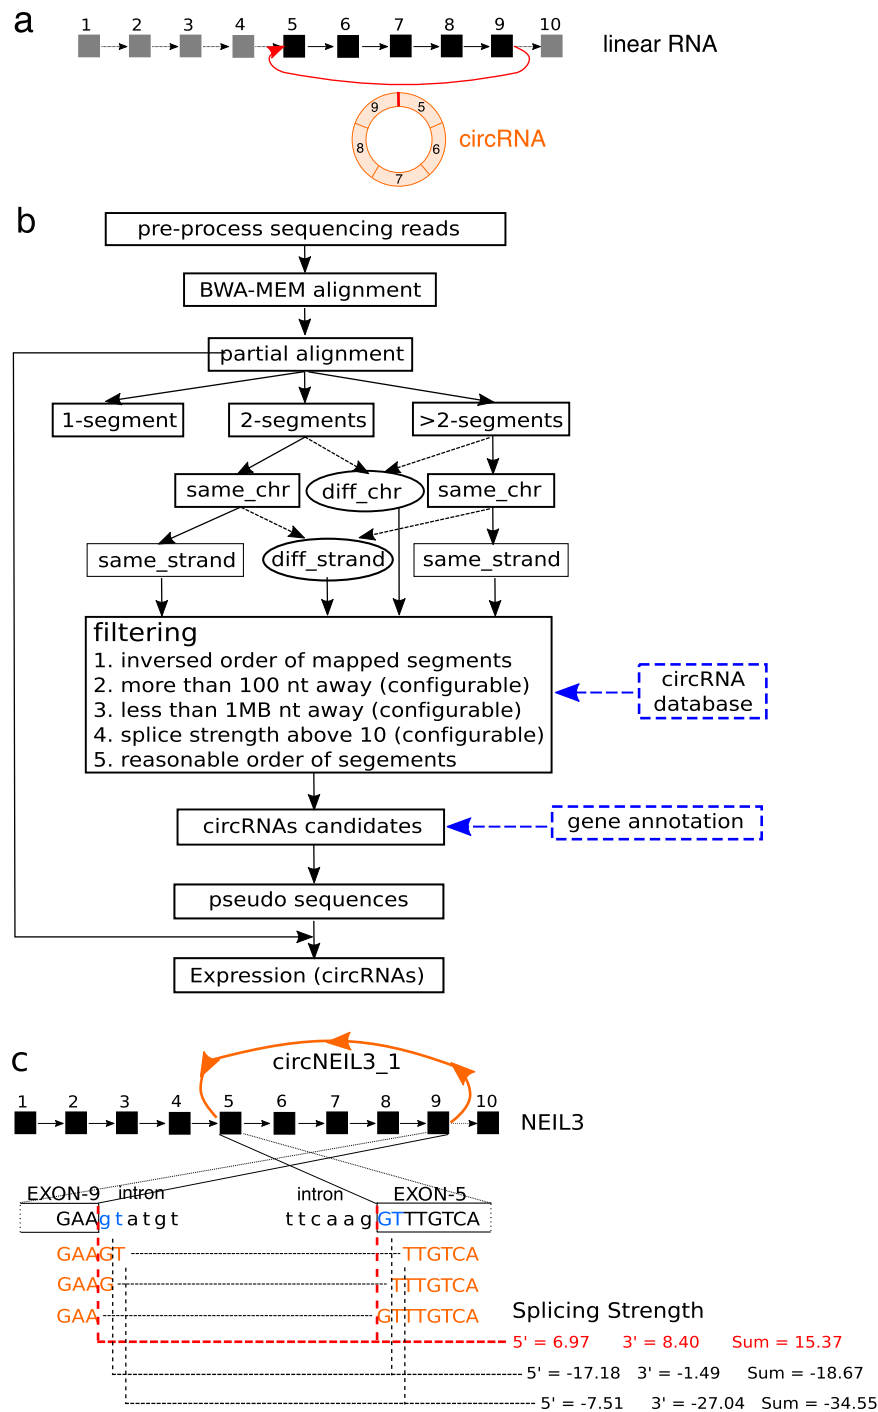 a
1 2 3 4 5 6 7 8 9 10
linear RNA
9 5
8 6
7
circRNA
b
pre-process sequencing reads
BWA-MEM alignment
partial alignment
1-segment 2-segments >2-segments
same_chr diff_chr same_chr
same_strand diff_strand same_strand
filtering
1. inversed order of mapped segments
2. more than 100 nt away (configurable)
3. less than 1MB nt away (configurable)
4. splice strength above 10 (configurable)
5. reasonable order of segements
circRNA
database
circRNAs candidates
gene annotation
pseudo sequences
Expression (circRNAs)
c
circNEIL3_1
1 2 3 4 5 6 7 8 9 10
NEIL3
EXON-9 intron intron EXON-5
GAAgtatgt ttcaagGTTTGTCA
GAAGT TTGTCA
GAAG TTTGTCA
GAA GTTTGTCA
Splicing Strength
5' = 6.97 3' = 8.40 Sum = 15.37
5' = -17.18 3' = -1.49 Sum = -18.67
5' = -7.51 3' = -27.04 Sum = -34.55